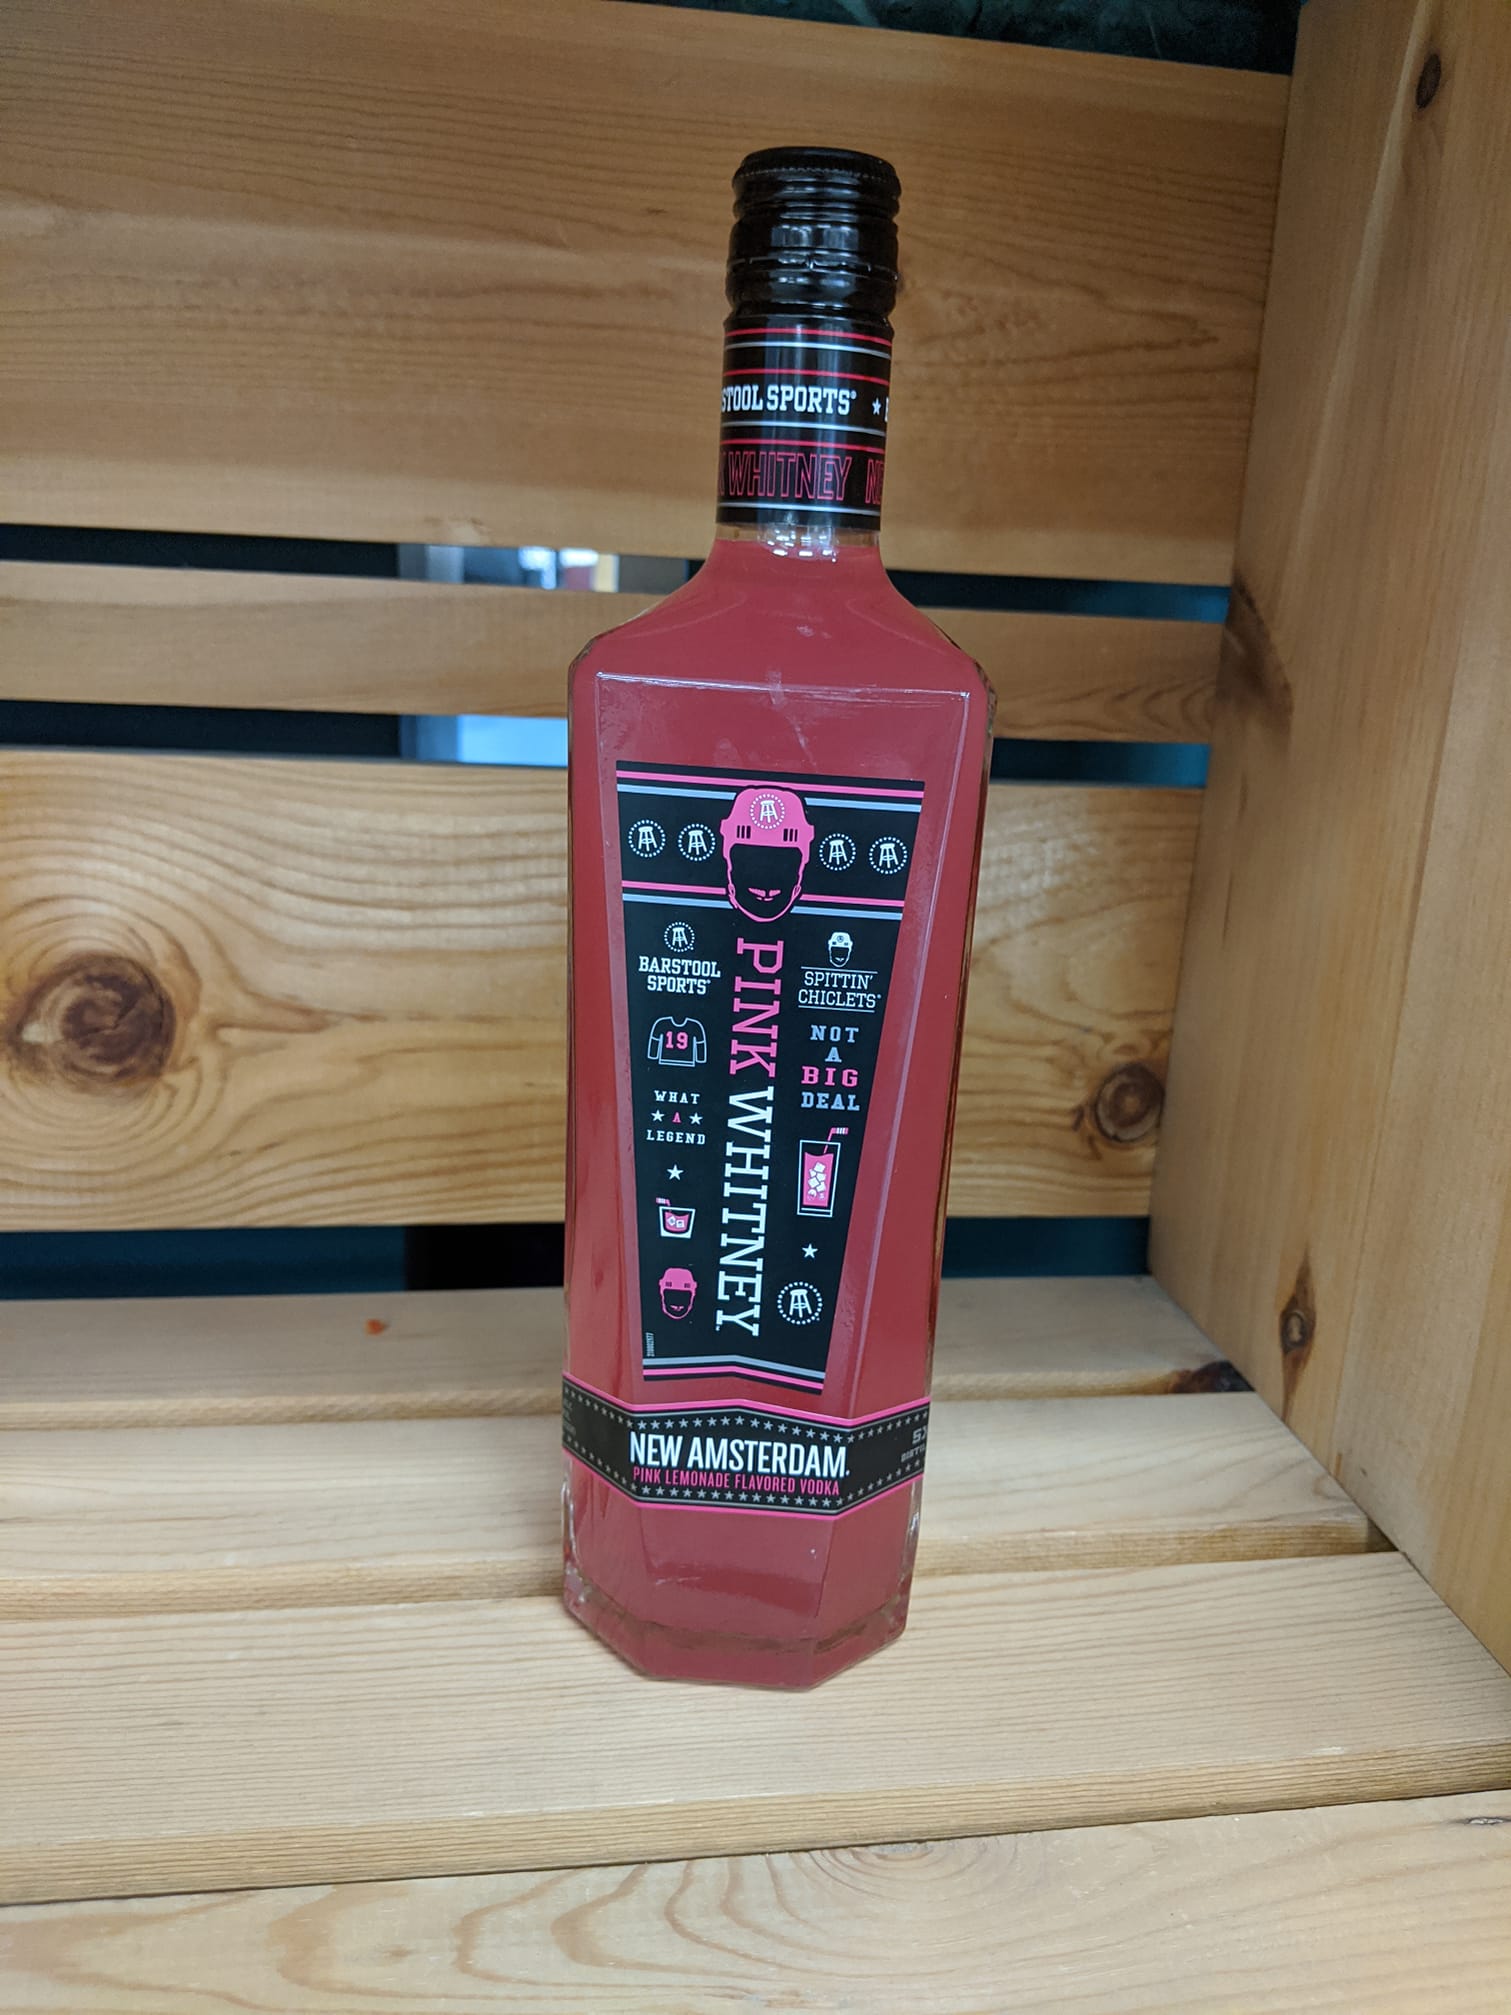 STOOL SPORTS®
WHITNEY
BARSTOOL
SPORTS®
19
WHAT
A
LEGEND
PINK WHITNEY
SPITTIN'
CHICLETS®
NOT
A
BIG
DEAL
NEW AMSTERDAM
PINK LEMONADE FLAVORED VODKA